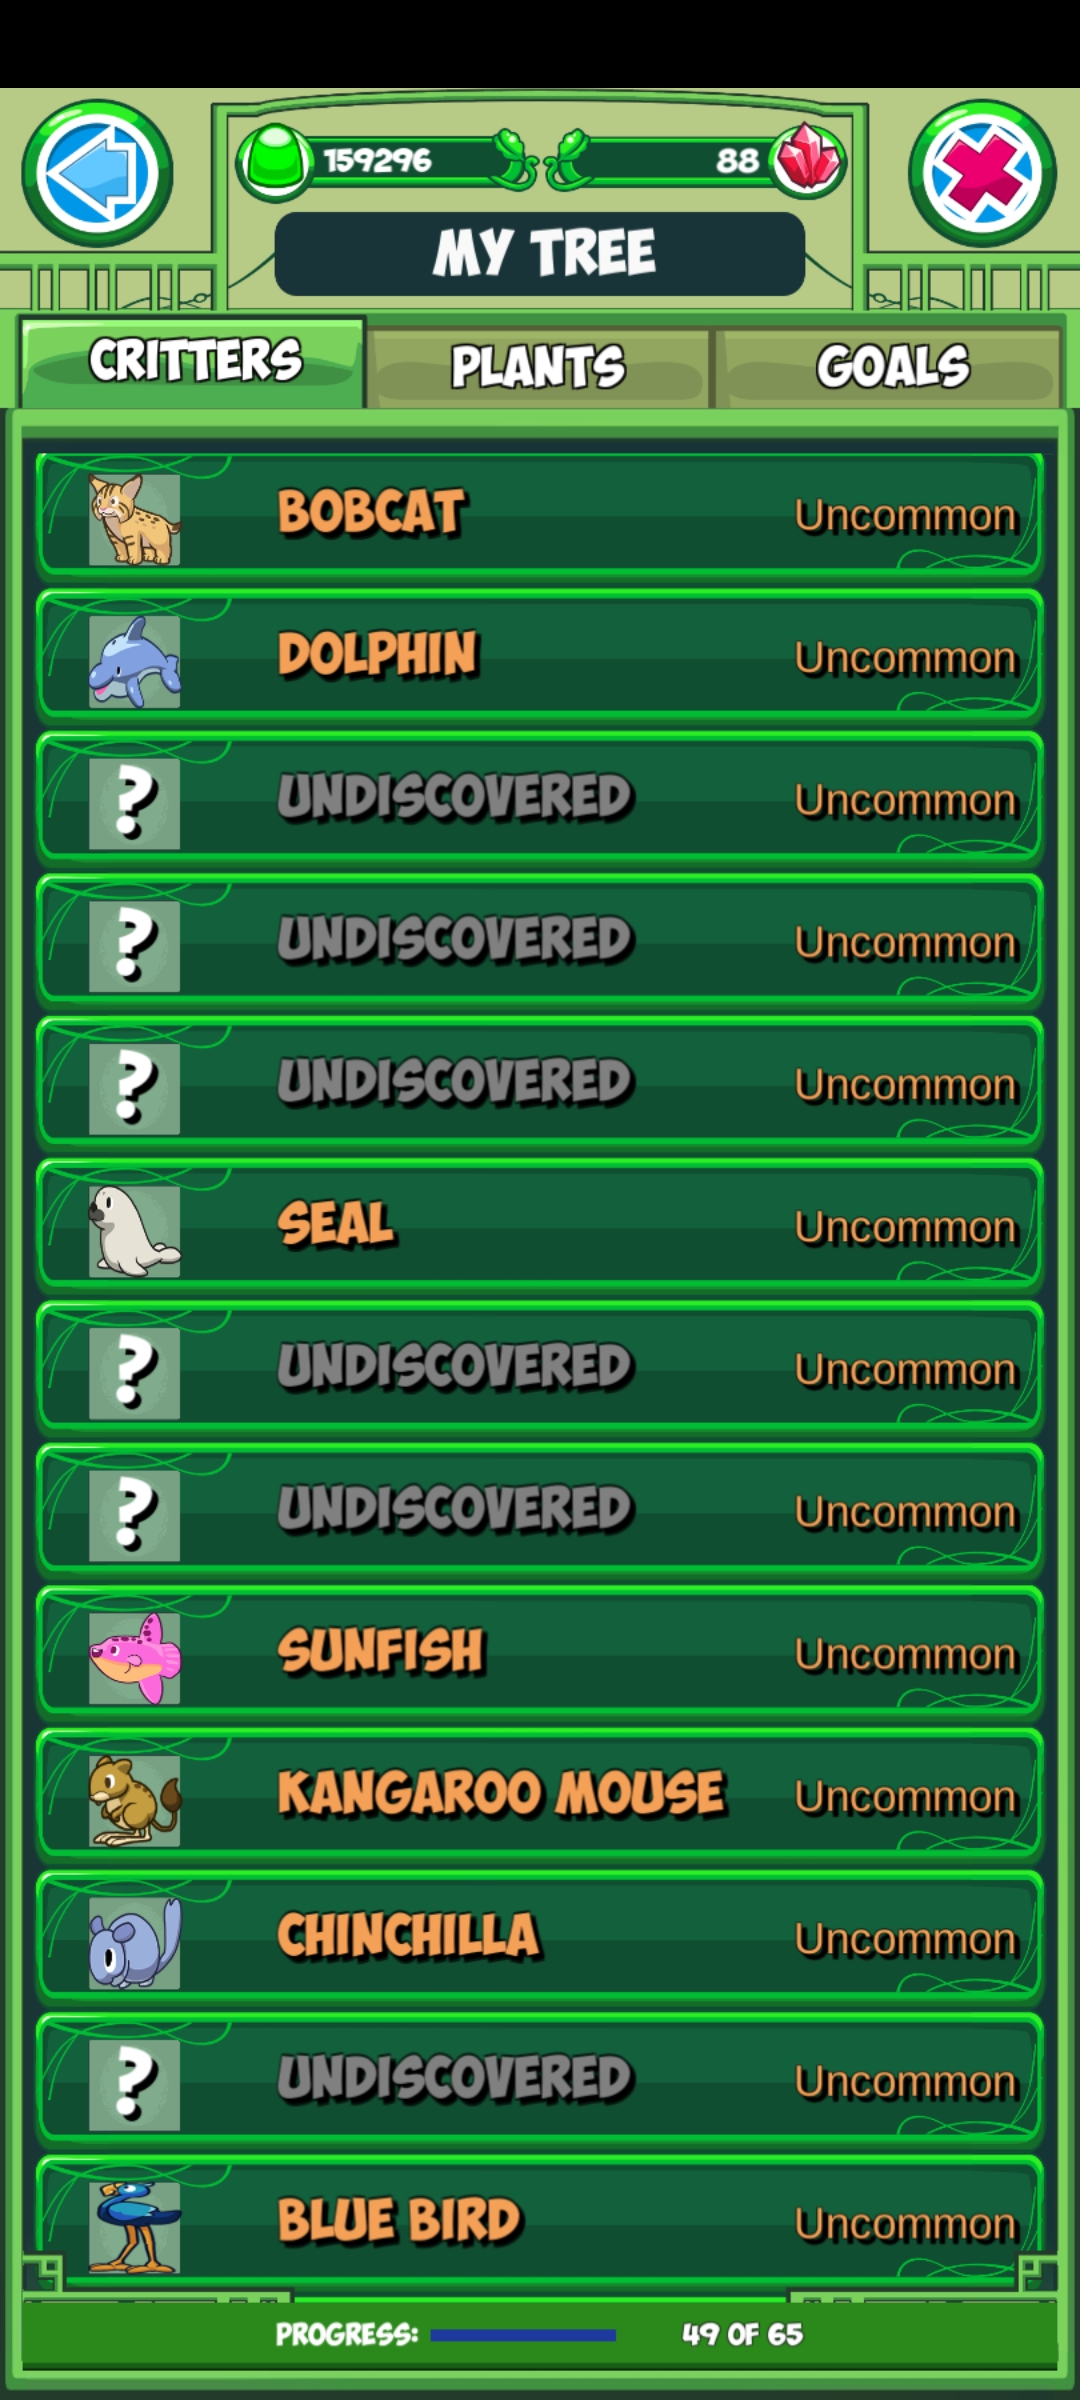 159296
88
MY TREE
CRITTERS
PLANTS
GOALS
BOBCAT Uncommon
DOLPHIN Uncommon
? UNDISCOVERED Uncommon
? UNDISCOVERED Uncommon
? UNDISCOVERED Uncommon
SEAL Uncommon
? UNDISCOVERED Uncommon
? UNDISCOVERED Uncommon
SUNFISH Uncommon
KANGAROO MOUSE Uncommon
CHINCHILLA Uncommon
? UNDISCOVERED Uncommon
BLUE BIRD Uncommon
PROGRESS: 49 OF 65